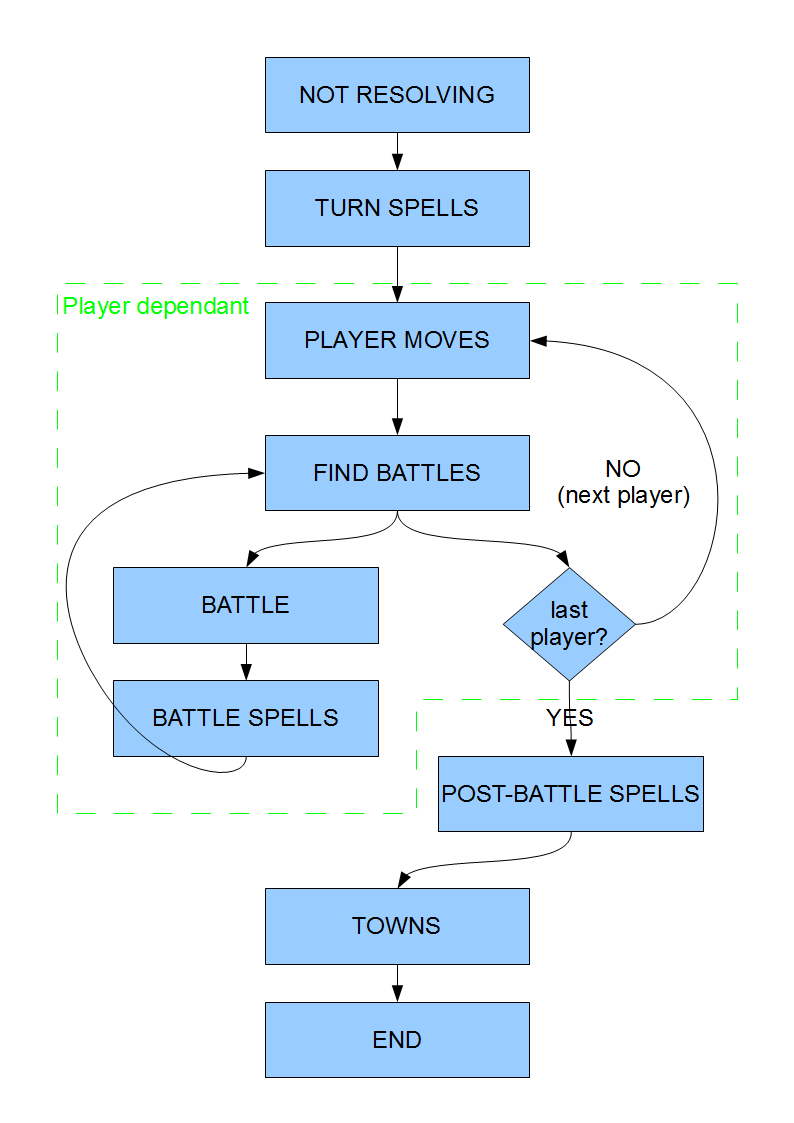 NOT RESOLVING
TURN SPELLS
Player dependant
PLAYER MOVES
FIND BATTLES
NO
(next player)
BATTLE
last
player?
BATTLE SPELLS
YES
POST-BATTLE SPELLS
TOWNS
END